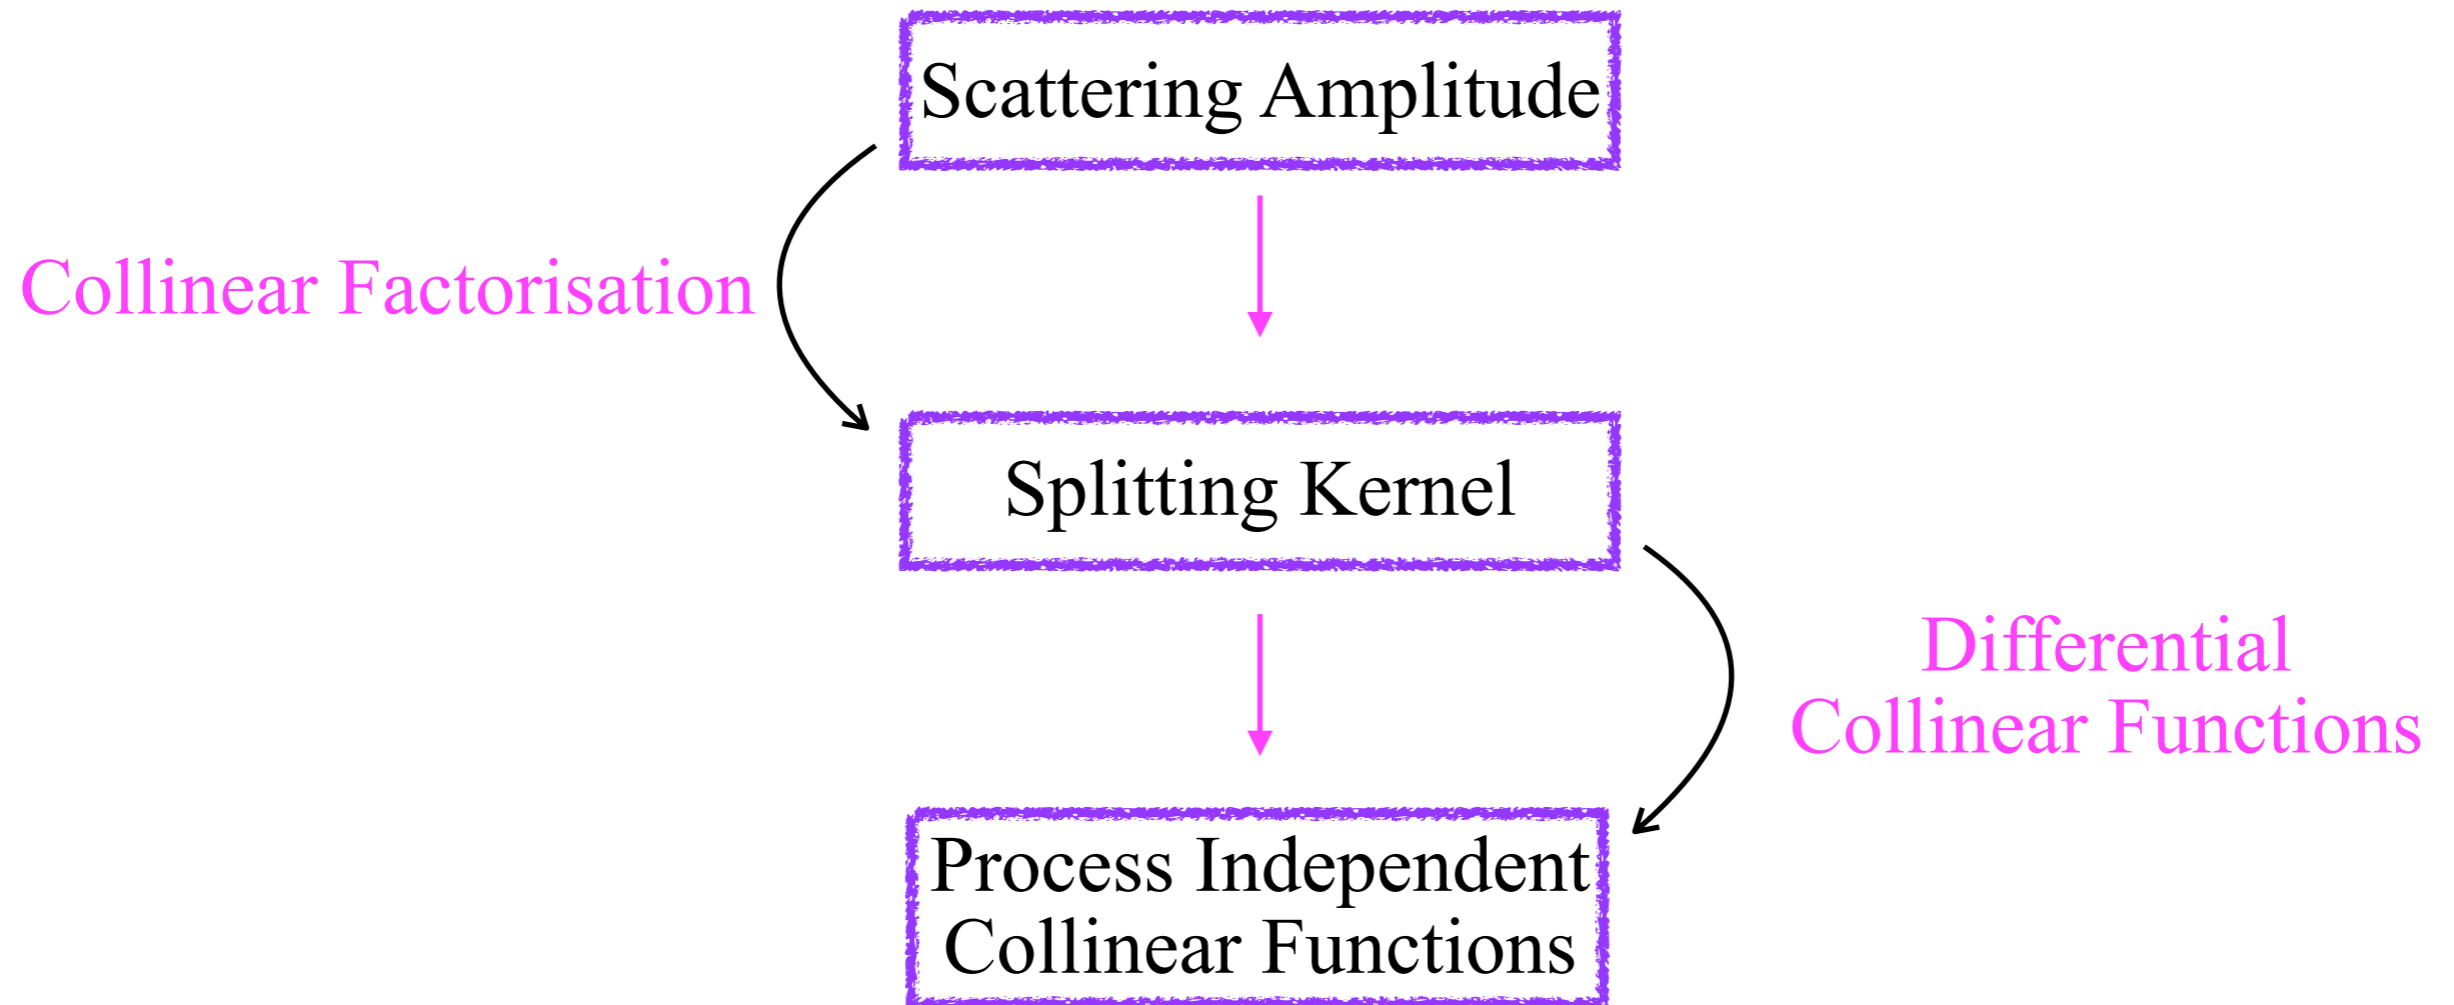 Scattering Amplitude
Collinear Factorisation
Splitting Kernel
Differential
Collinear Functions
Process Independent
Collinear Functions